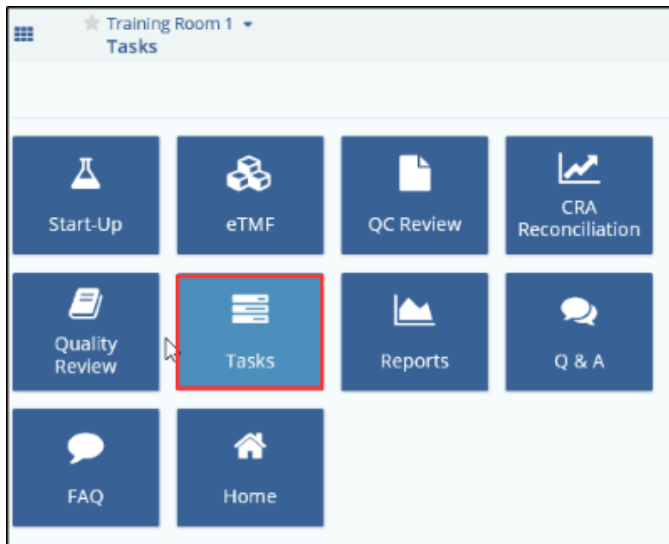 Training Room 1
Tasks
Start-Up
eTMF
QC Review
CRA
Reconciliation
Quality
Review
Tasks
Reports
Q & A
FAQ
Home